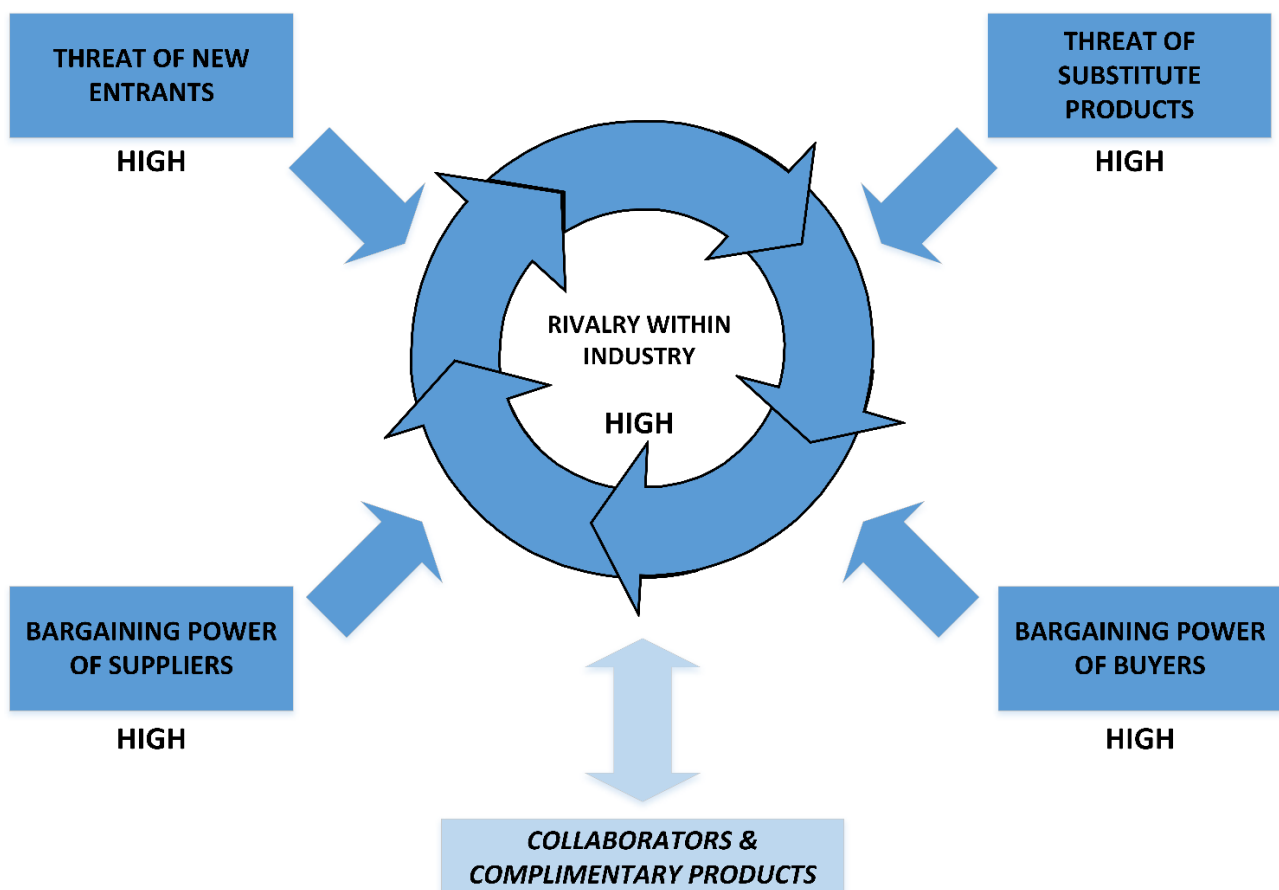 THREAT OF NEW
ENTRANTS
HIGH
THREAT OF
SUBSTITUTE
PRODUCTS
HIGH
RIVALRY WITHIN
INDUSTRY
HIGH
BARGAINING POWER
OF SUPPLIERS
HIGH
BARGAINING POWER
OF BUYERS
HIGH
COLLABORATORS &
COMPLIMENTARY PRODUCTS